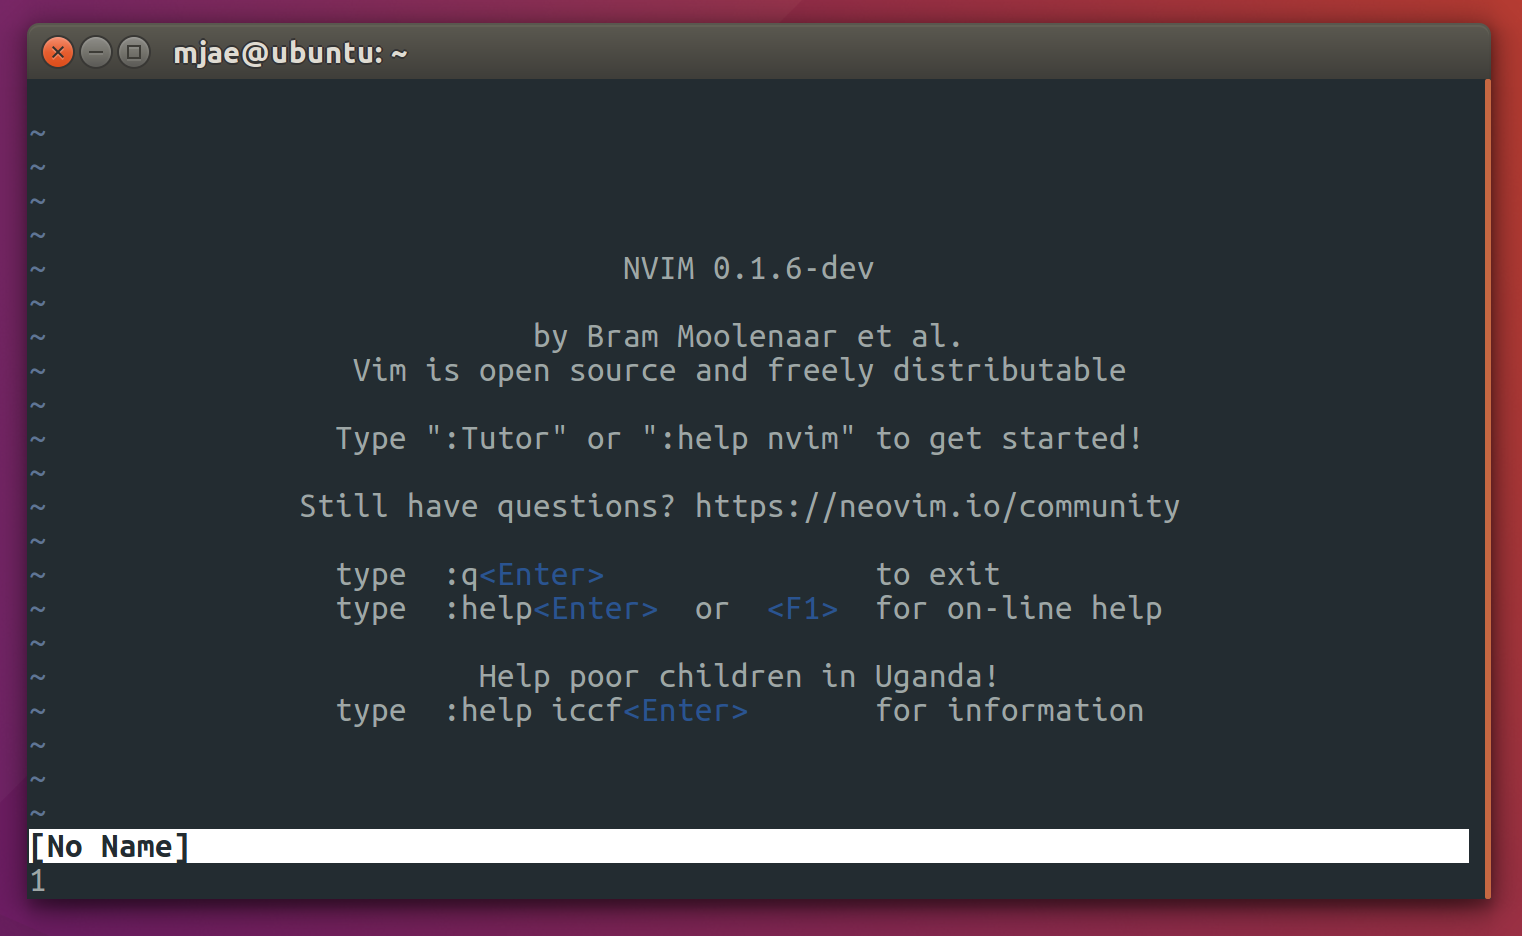 mjae@ubuntu: ~
~
~
~
~
~ NVIM 0.1.6-dev
~
~ by Bram Moolenaar et al.
~ Vim is open source and freely distributable
~
~ Type ":Tutor" or ":help nvim" to get started!
~
~ Still have questions? https://neovim.io/community
~
~ type :q<Enter> to exit
~ type :help<Enter> or <F1> for on-line help
~
~ Help poor children in Uganda!
~ type :help iccf<Enter> for information
~
~
~
[No Name]
1